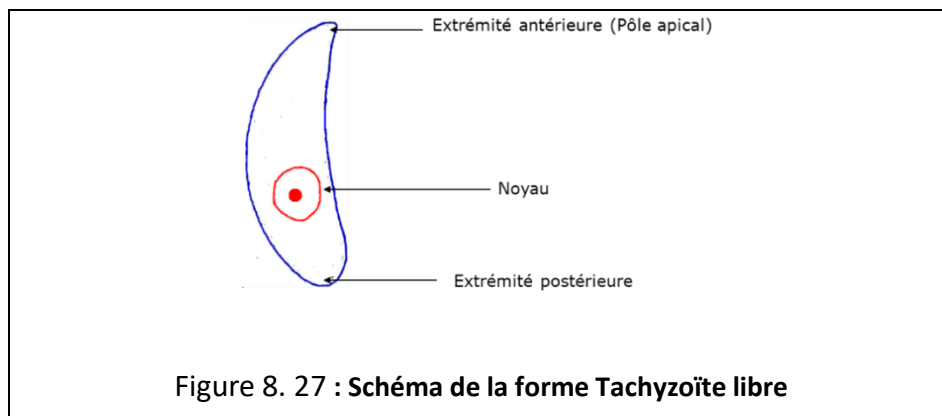 Extrémité antérieure (Pôle apical)
Noyau
Extrémité postérieure
Figure 8. 27 : Schéma de la forme Tachyzoïte libre